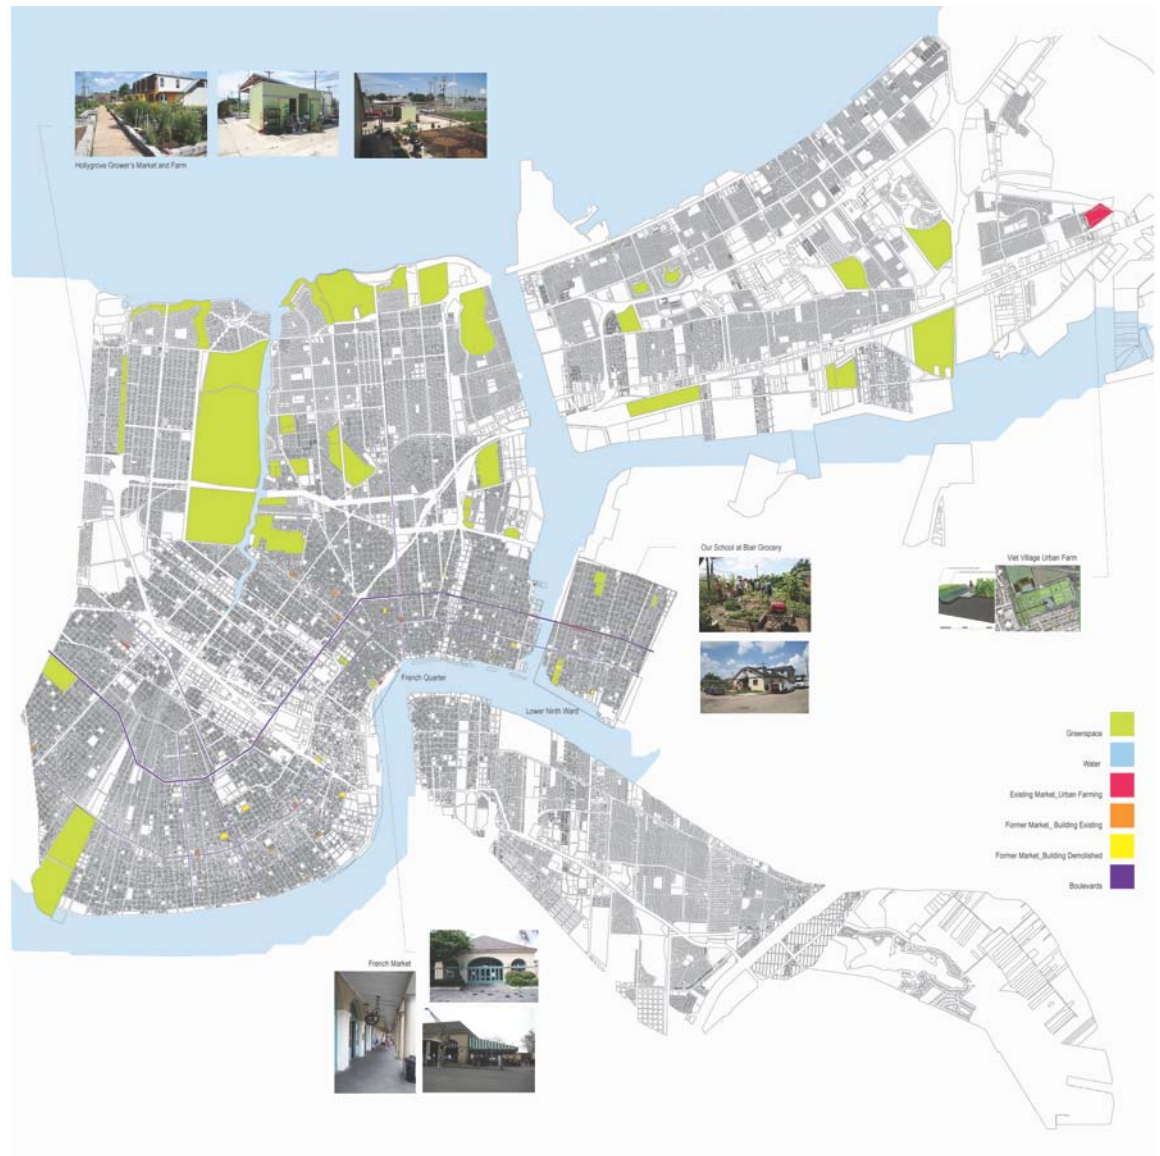 Hollygrove Grower's Market and Farm
Our School at Blair Grocery
Viet Village Urban Farm
French Quarter
Lower Ninth Ward
Greenspace
Water
Existing Market_Urban Farming
Former Market_ Building Existing
Former Market_Building Demolished
Boulevards
French Market